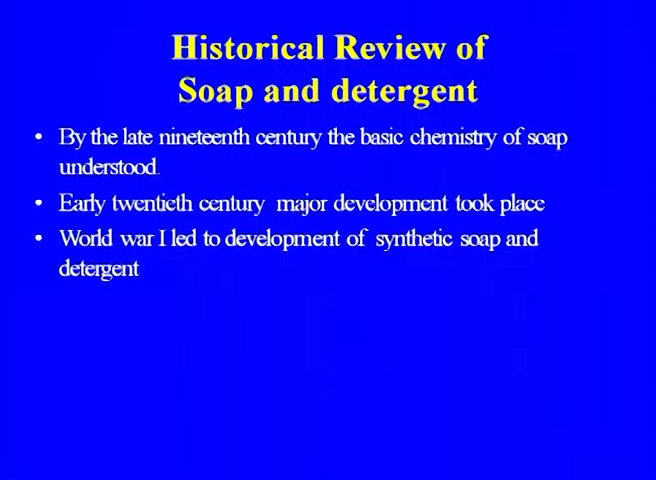 Historical Review of
Soap and detergent
• By the late nineteenth century the basic chemistry of soap
understood.
• Early twentieth century major development took place
• World war I led to development of synthetic soap and
detergent